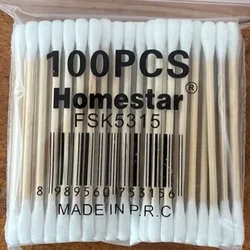 100PCS
Homestar®
FSK5315
8 989560 753156
MADE IN P.R.C